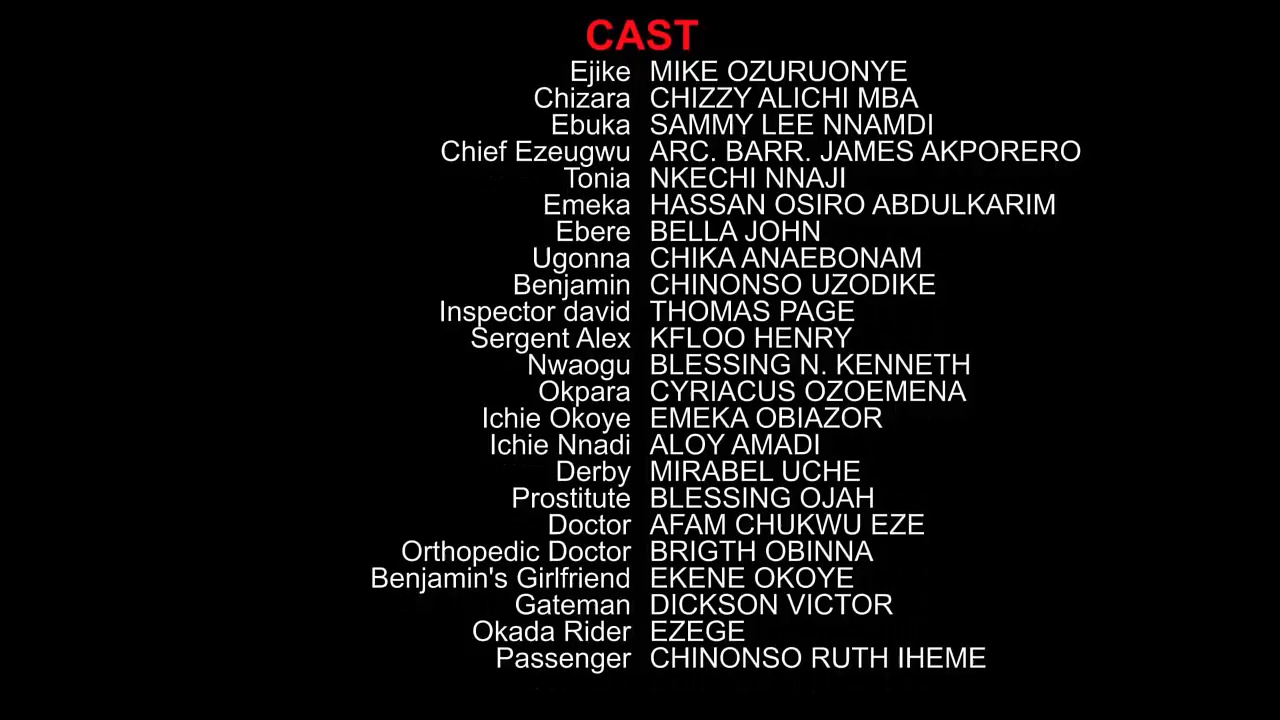 CAST
Ejike MIKE OZURUONYE
Chizara CHIZZY ALICHI MBA
Ebuka SAMMY LEE NNAMDI
Chief Ezeugwu ARC. BARR. JAMES AKPORERO
Tonia NKECHI NNAJI
Emeka HASSAN OSIRO ABDULKARIM
Ebere BELLA JOHN
Ugonna CHIKA ANAEBONAM
Benjamin CHINONSO UZODIKE
Inspector david THOMAS PAGE
Sergent Alex KFLOO HENRY
Nwaogu BLESSING N. KENNETH
Okpara CYRIACUS OZOEMENA
Ichie Okoye EMEKA OBIAZOR
Ichie Nnadi ALOY AMADI
Derby MIRABEL UCHE
Prostitute BLESSING OJAH
Doctor AFAM CHUKWU EZE
Orthopedic Doctor BRIGTH OBINNA
Benjamin's Girlfriend EKENE OKOYE
Gateman DICKSON VICTOR
Okada Rider EZEGE
Passenger CHINONSO RUTH IHEME